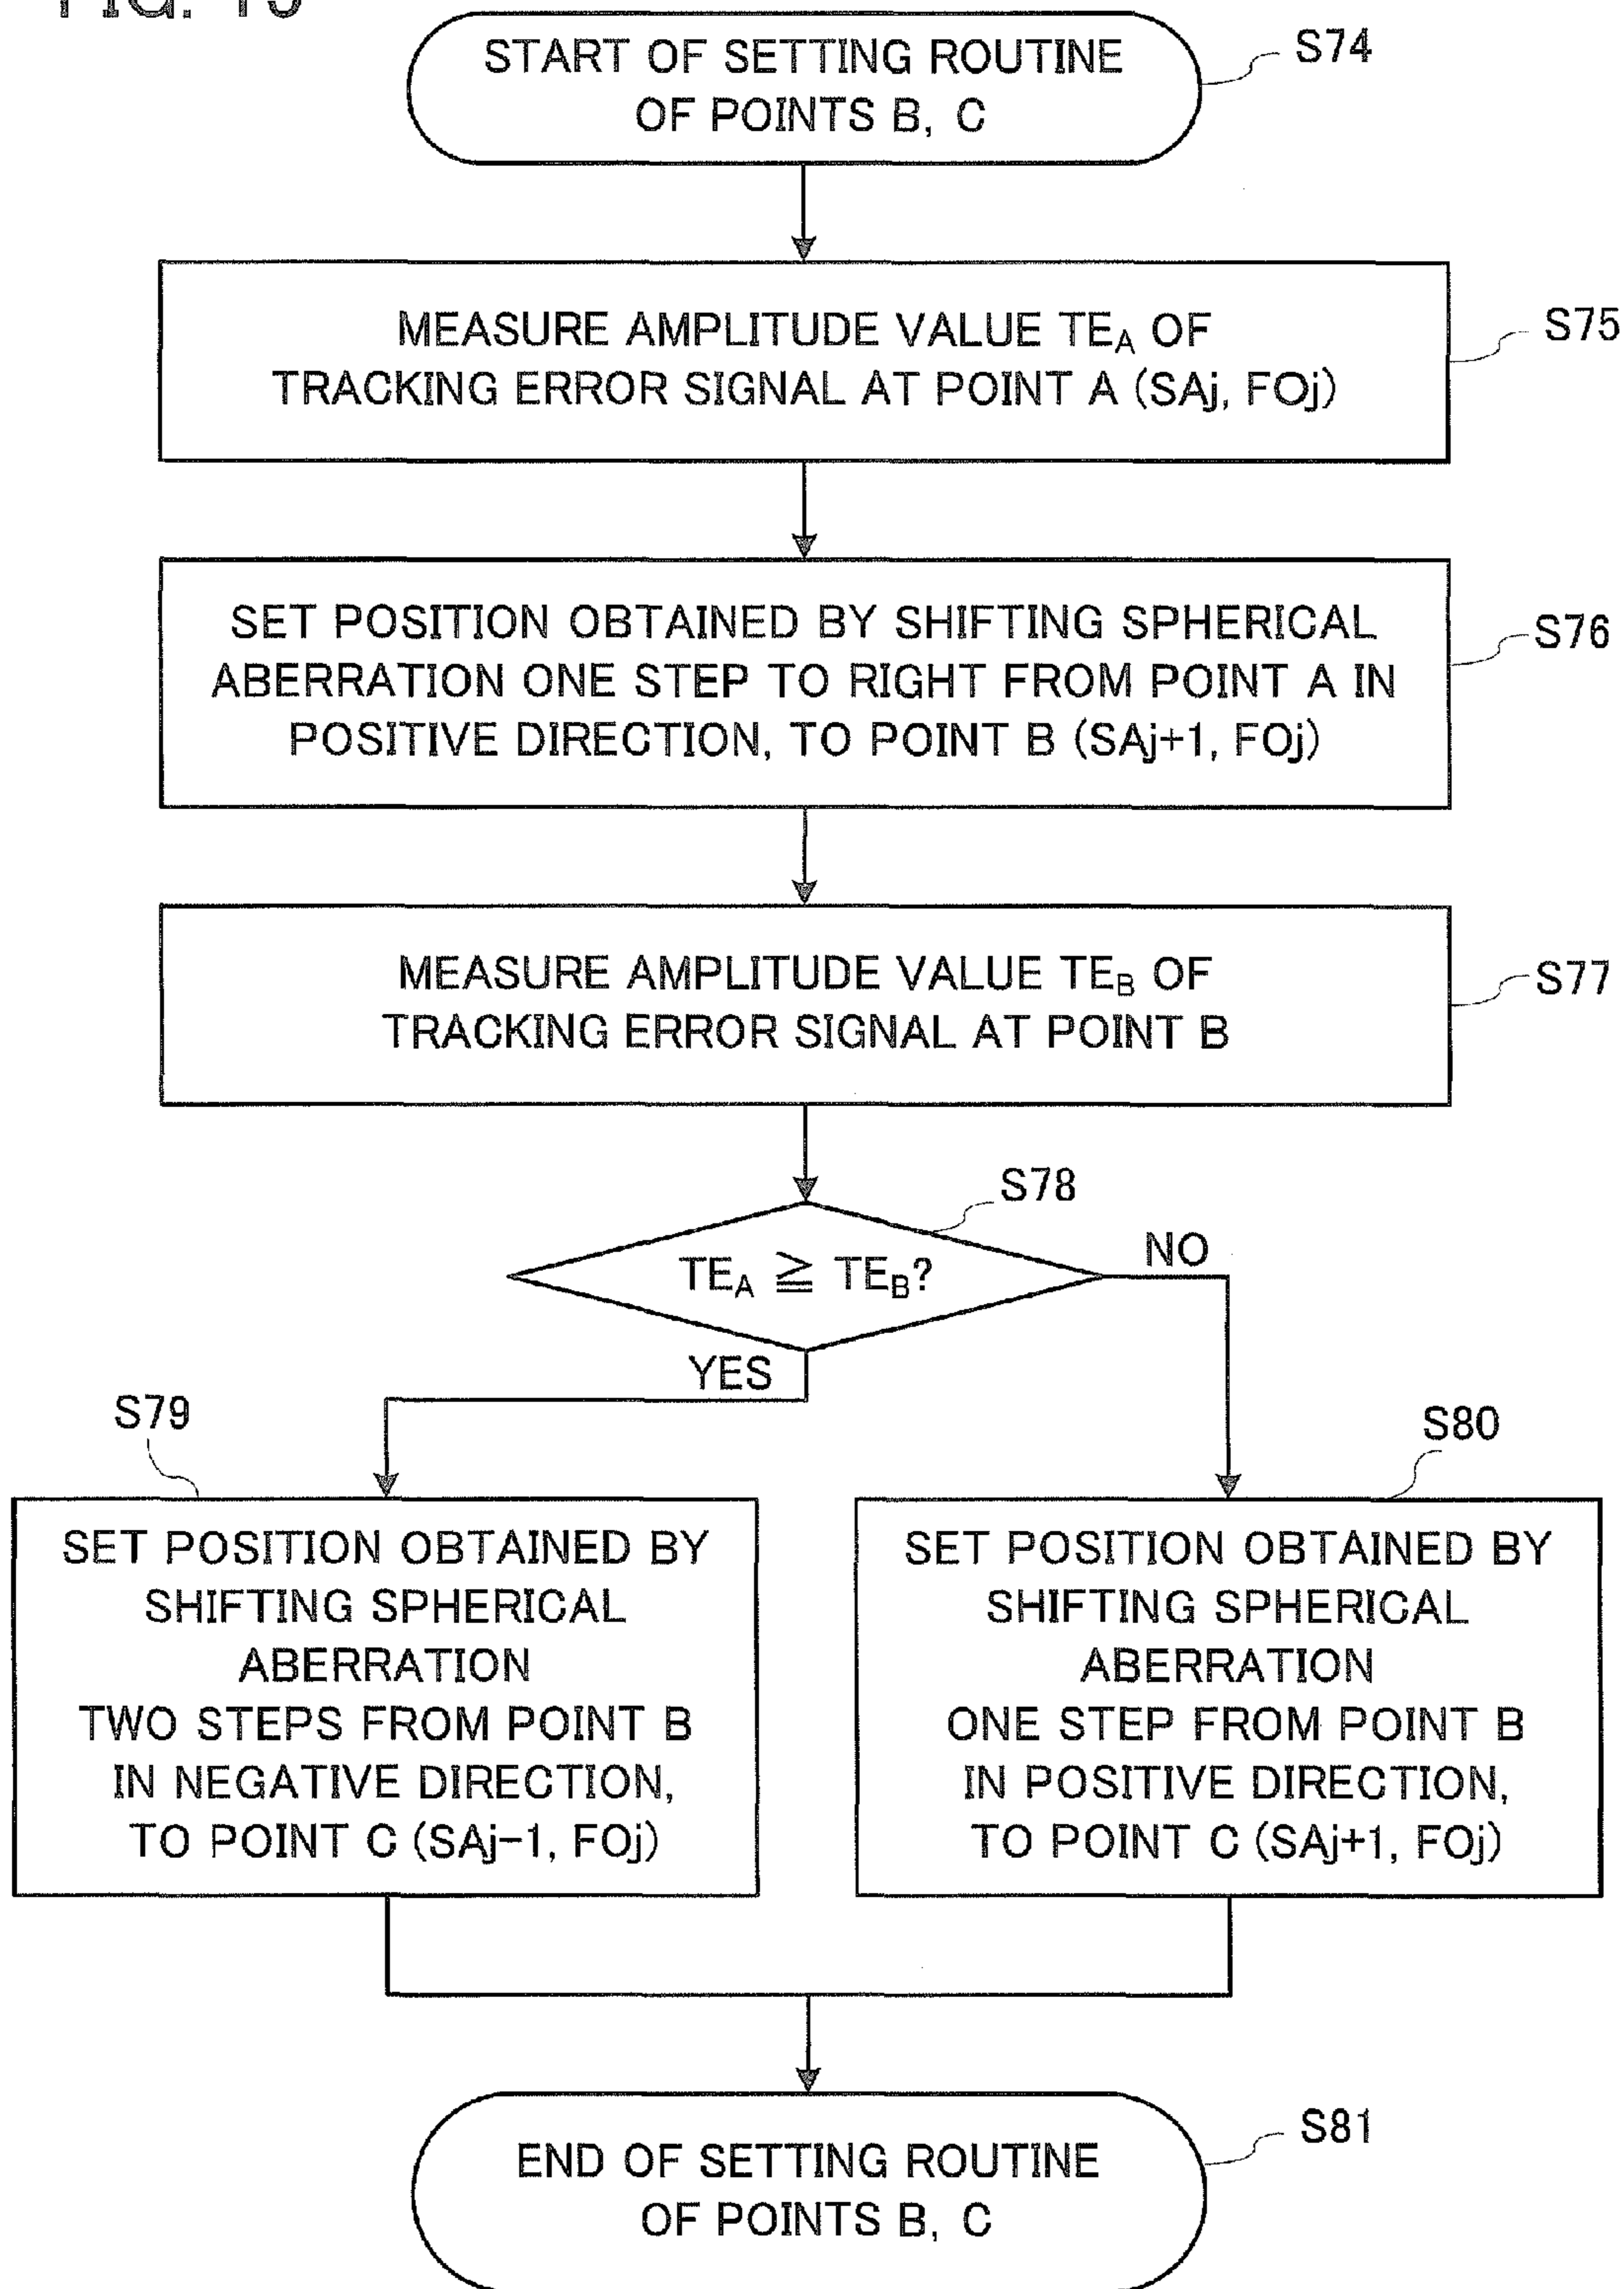 START OF SETTING ROUTINE
OF POINTS B, C
S74
MEASURE AMPLITUDE VALUE TEA OF
TRACKING ERROR SIGNAL AT POINT A (SAj, FOj)
S75
SET POSITION OBTAINED BY SHIFTING SPHERICAL
ABERRATION ONE STEP TO RIGHT FROM POINT A IN
POSITIVE DIRECTION, TO POINT B (SAj+1, FOj)
S76
MEASURE AMPLITUDE VALUE TEB OF
TRACKING ERROR SIGNAL AT POINT B
S77
S78
TEA ≧ TEB?
NO
YES
S79
SET POSITION OBTAINED BY
SHIFTING SPHERICAL
ABERRATION
TWO STEPS FROM POINT B
IN NEGATIVE DIRECTION,
TO POINT C (SAj−1, FOj)
S80
SET POSITION OBTAINED BY
SHIFTING SPHERICAL
ABERRATION
ONE STEP FROM POINT B
IN POSITIVE DIRECTION,
TO POINT C (SAj+1, FOj)
END OF SETTING ROUTINE
OF POINTS B, C
S81